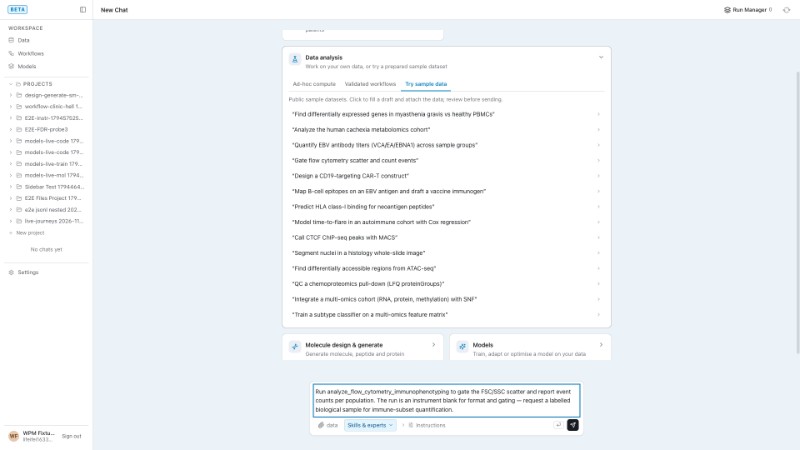 BETA
New Chat
Run Manager 0
WORKSPACE
Data
Workflows
Models
PROJECTS
design-generate-sm-...
workflow-clinic-hall 1...
E2E-train-179457525...
E2E-FDR-probe3
models-live-code 179...
models-live-code 179...
models-live-train 179...
models-live-mol 1794...
Sidebar Test 1794464...
E2E Files Project 179...
e2e jsonl nested 202...
live-journeys 2026-11...
New project
No chats yet
Settings
WPM Fixtu...
Sign out
Data analysis
Work on your own data, or try a prepared sample dataset
Ad-hoc compute Validated workflows Try sample data
Public sample datasets. Click to fill a draft and attach the data; review before sending.
"Find differentially expressed genes in myasthenia gravis vs healthy PBMCs"
"Analyze the human cachexia metabolomics cohort"
"Quantify EBV antibody titers (VCA/EA/EBNA1) across sample groups"
"Gate flow cytometry scatter and count events"
"Design a CD19-targeting CAR-T construct"
"Map B-cell epitopes on an EBV antigen and draft a vaccine immunogen"
"Predict HLA class-I binding for neoantigen peptides"
"Model time-to-flare in an autoimmune cohort with Cox regression"
"Call CTCF ChIP-seq peaks with MACS"
"Segment nuclei in a histology whole-slide image"
"Find differentially accessible regions from ATAC-seq"
"QC a chemoproteomics pull-down (LFQ proteinGroups)"
"Integrate a multi-omics cohort (RNA, protein, methylation) with SNF"
"Train a subtype classifier on a multi-omics feature matrix"
Molecule design & generate
Generate molecule, peptide and protein
Models
Train, adapt or optimise a model on your data
Run analyze_flow_cytometry_immunophenotyping to gate the FSC/SSC scatter and report event
counts per population. The run is an instrument blank for format and gating — request a labelled
biological sample for immune-subset quantification.
data
Skills & experts
Instructions